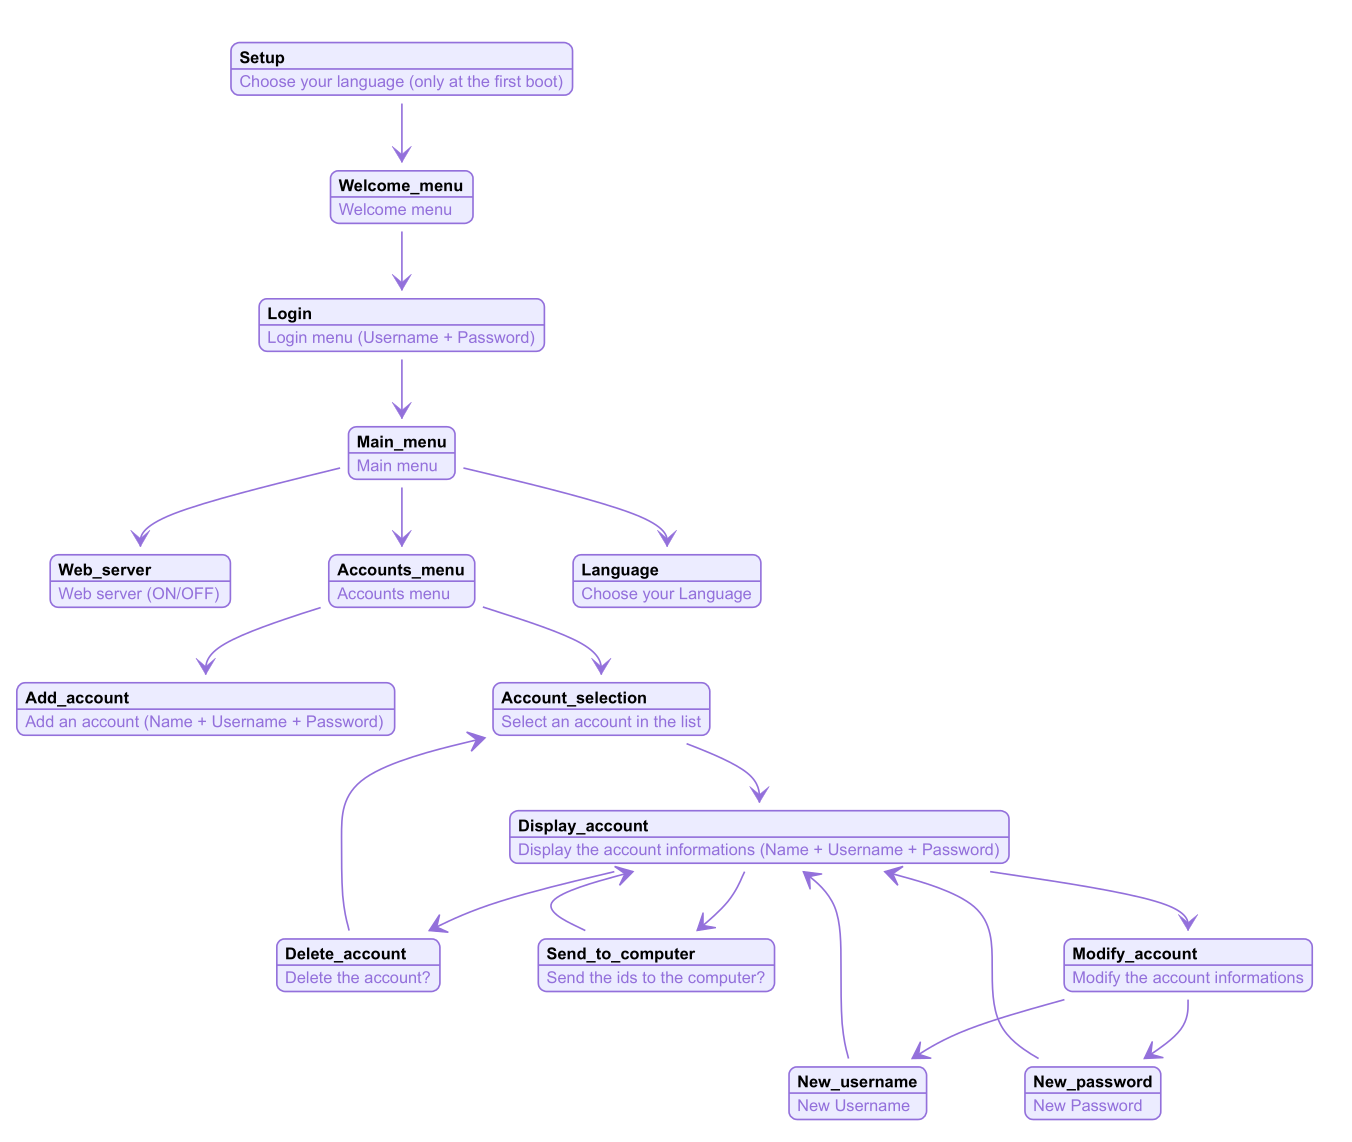 Setup
Choose your language (only at the first boot)
Welcome_menu
Welcome menu
Login
Login menu (Username + Password)
Main_menu
Main menu
Web_server
Web server (ON/OFF)
Accounts_menu
Accounts menu
Language
Choose your Language
Add_account
Add an account (Name + Username + Password)
Account_selection
Select an account in the list
Display_account
Display the account informations (Name + Username + Password)
Delete_account
Delete the account?
Send_to_computer
Send the ids to the computer?
Modify_account
Modify the account informations
New_username
New Username
New_password
New Password